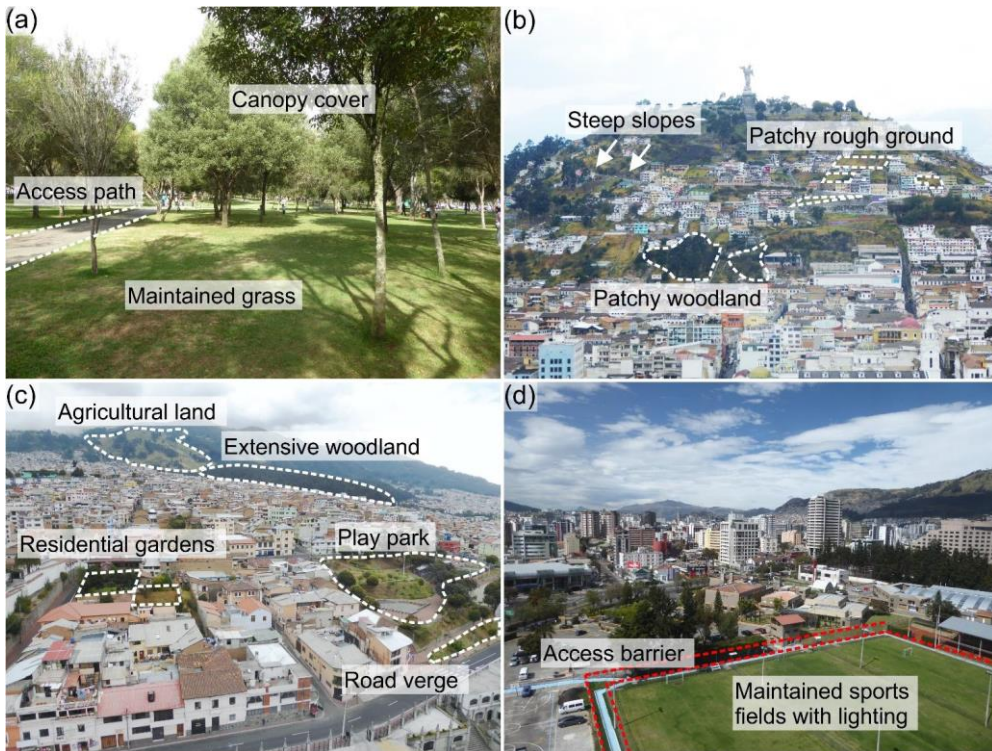 (a)
Canopy cover
Access path
Maintained grass
(b)
Steep slopes
Patchy rough ground
Patchy woodland
(c)
Agricultural land
Extensive woodland
Residential gardens
Play park
Road verge
(d)
Access barrier
Maintained sports
fields with lighting